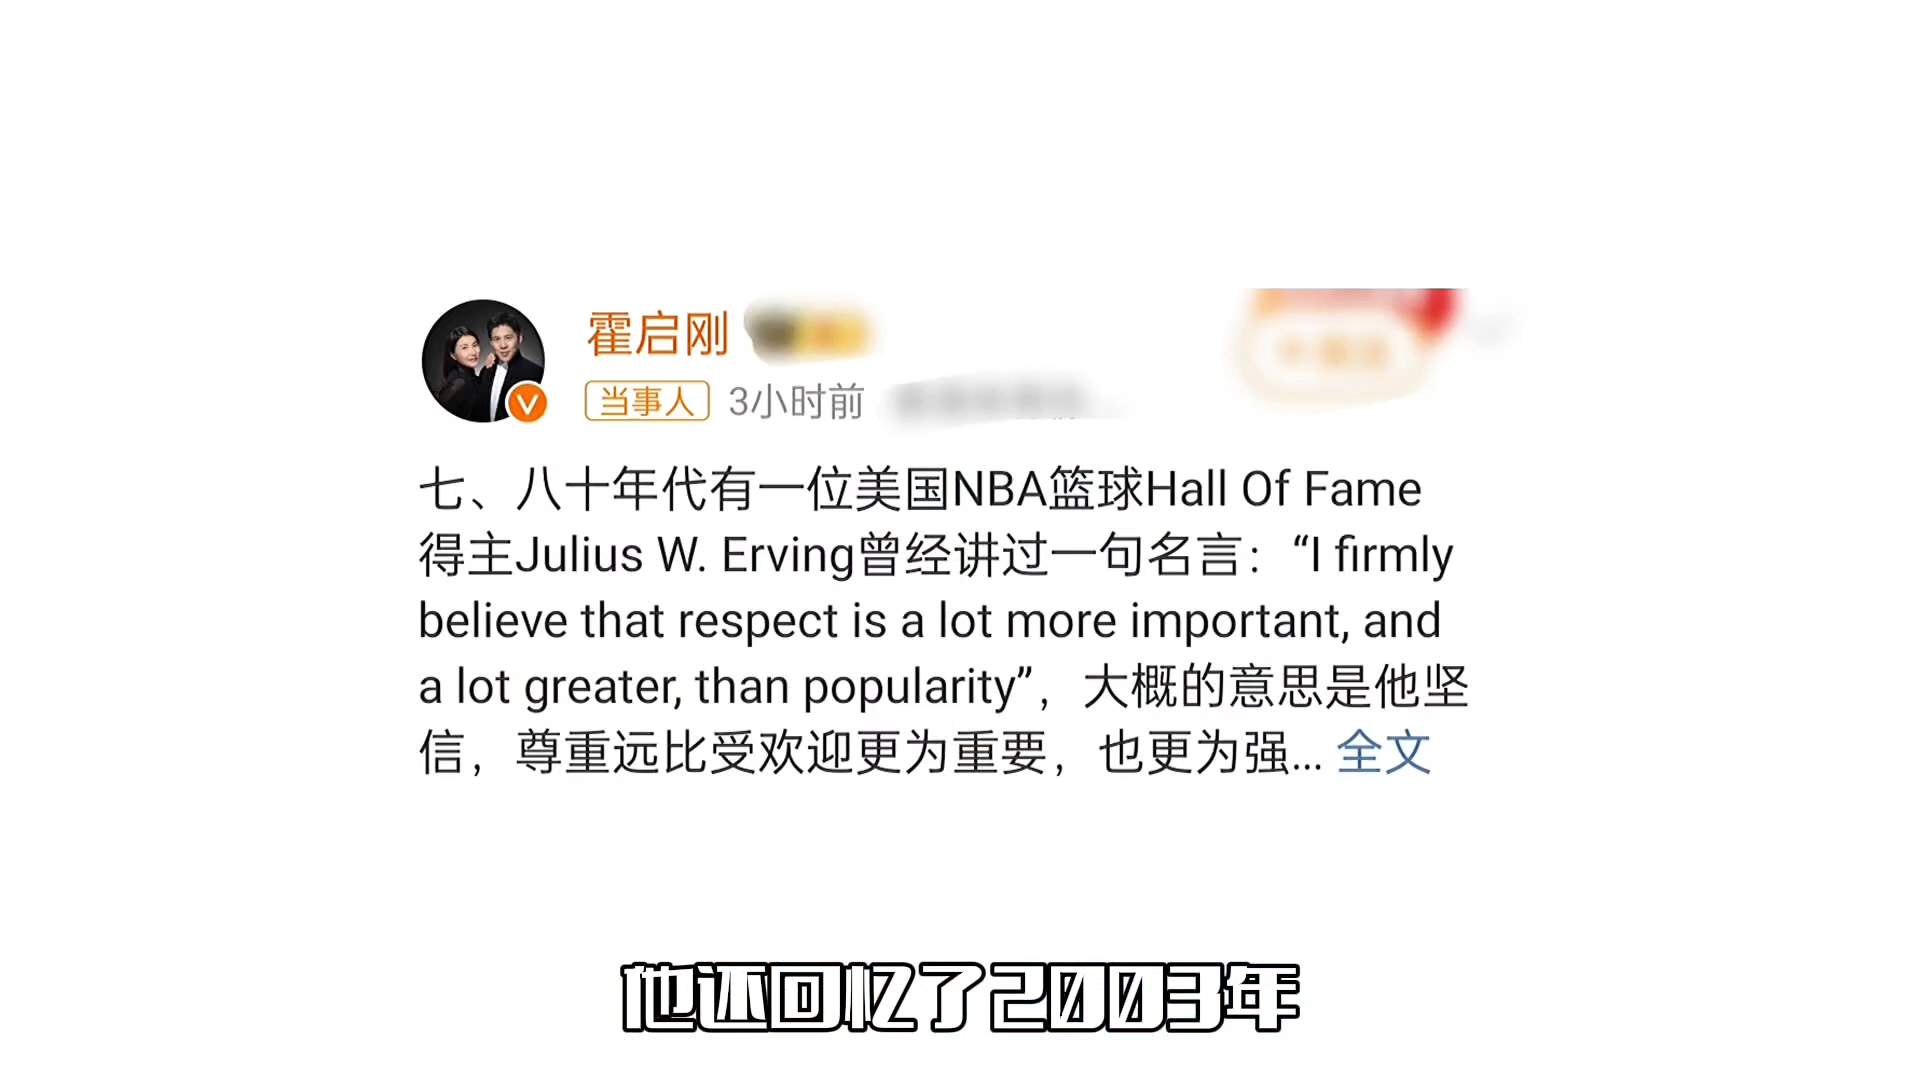 霍启刚
当事人 3小时前
七、八十年代有一位美国NBA篮球Hall Of Fame
得主Julius W. Erving曾经讲过一句名言：“I firmly
believe that respect is a lot more important, and
a lot greater, than popularity”，大概的意思是他坚
信，尊重远比受欢迎更为重要，也更为强... 全文
他还回忆了2003年